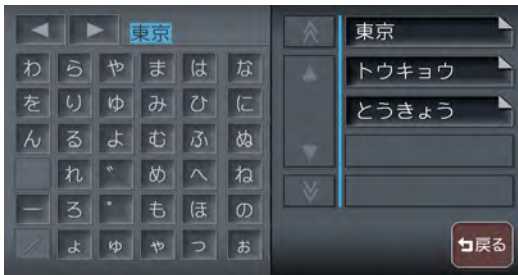 東京
わ ら や ま は な
を り ゆ み ひ に
ん る よ む ふ ぬ
れ ゛ め へ ね
ー ろ ゜ も ほ の
／ ょ ゅ ゃ っ ぉ
東京
トウキョウ
とうきょう
戻る